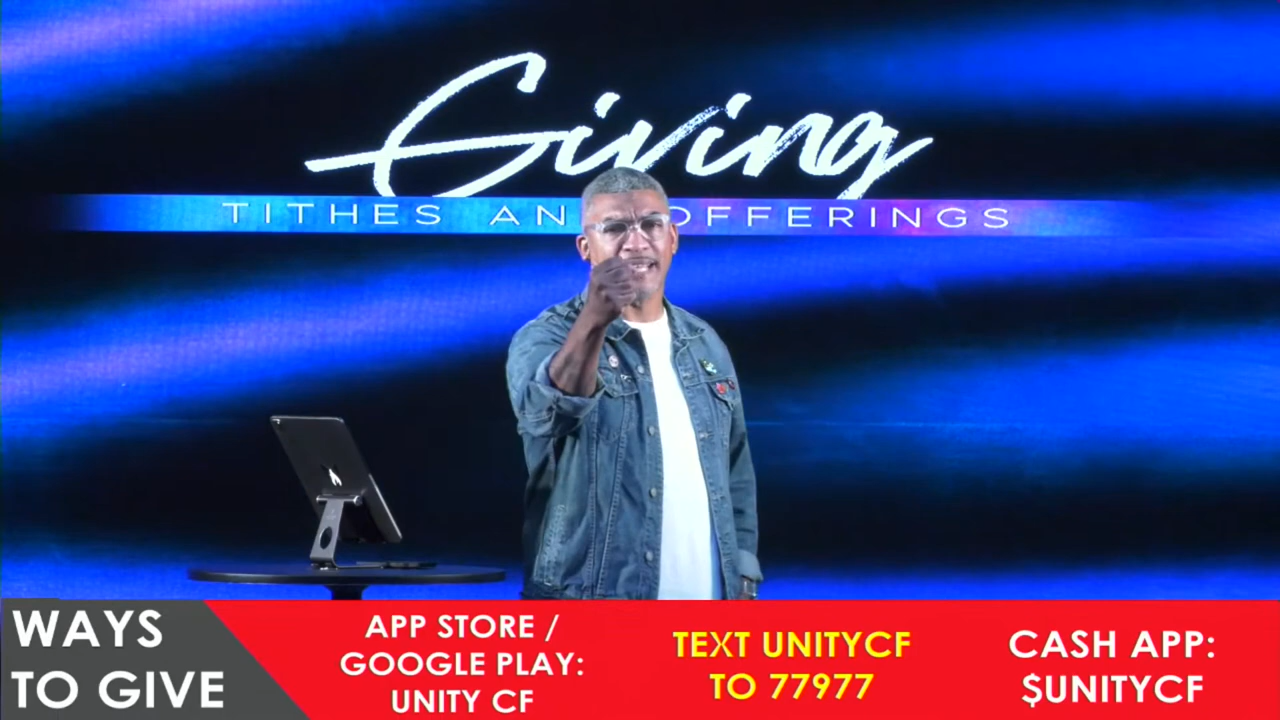 Giving
TITHES AN OFFERINGS
WAYS
TO GIVE
APP STORE /
GOOGLE PLAY:
UNITY CF
TEXT UNITYCF
TO 77977
CASH APP:
$UNITYCF